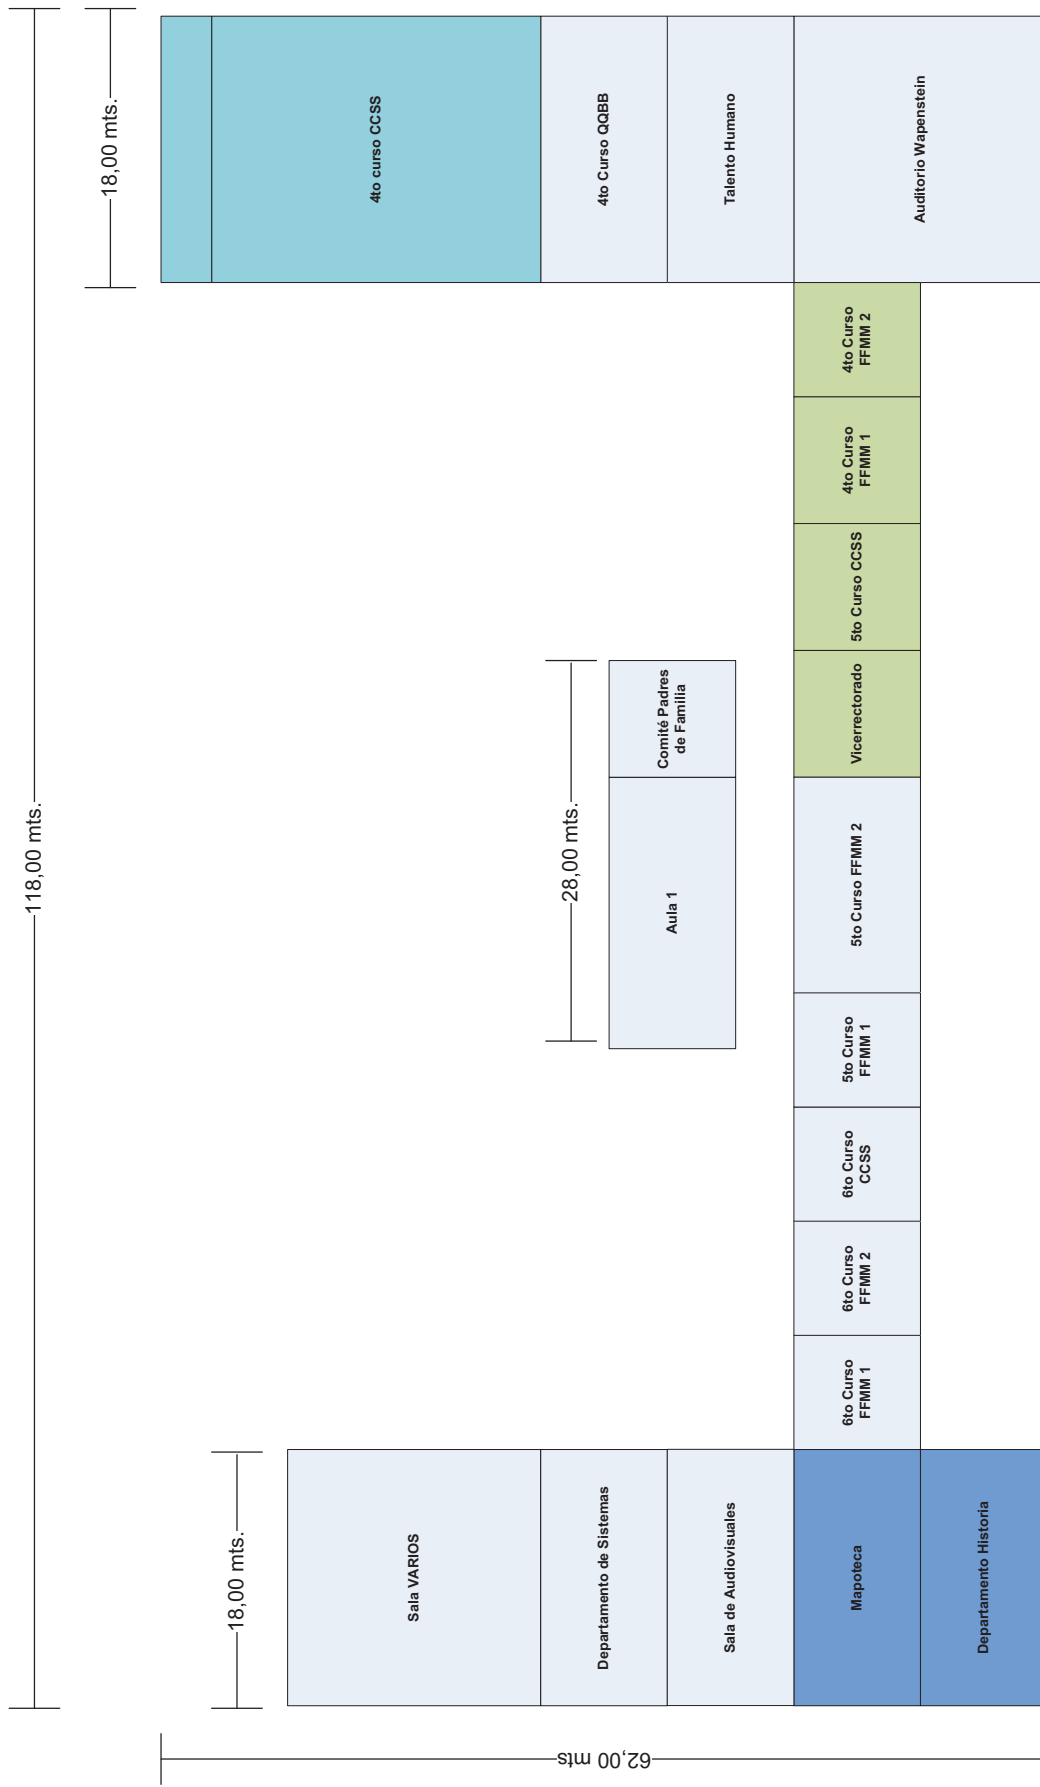 118,00 mts.
18,00 mts.
18,00 mts.
28,00 mts.
62,00 mts
Sala VARIOS
Departamento de Sistemas
Sala de Audiovisuales
Mapoteca
Departamento Historia
6to Curso
FFMM 1
6to Curso
FFMM 2
6to Curso
CCSS
5to Curso
FFMM 1
5to Curso FFMM 2
Vicerrectorado
5to Curso CCSS
4to Curso
FFMM 1
4to Curso
FFMM 2
Aula 1
Comité Padres
de Familia
4to curso CCSS
4to Curso QQBB
Talento Humano
Auditorio Wapenstein